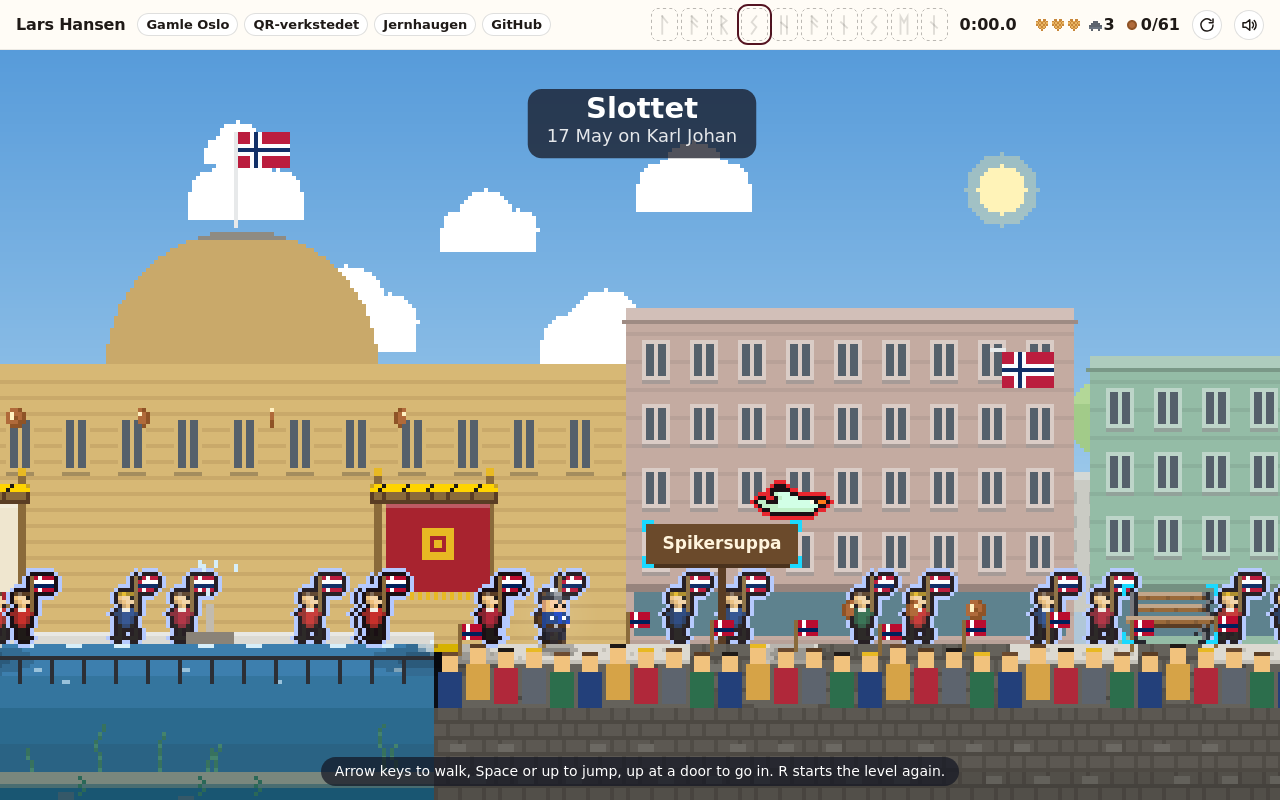 Lars Hansen
Gamle Oslo
QR-verkstedet
Jernhaugen
GitHub
ᛚ ᚨ ᚱ ᛊ ᚺ ᚨ ᚾ ᛊ ᛖ ᚾ
0:00.0
3
0/61
Slottet
17 May on Karl Johan
Spikersuppa
Arrow keys to walk, Space or up to jump, up at a door to go in. R starts the level again.